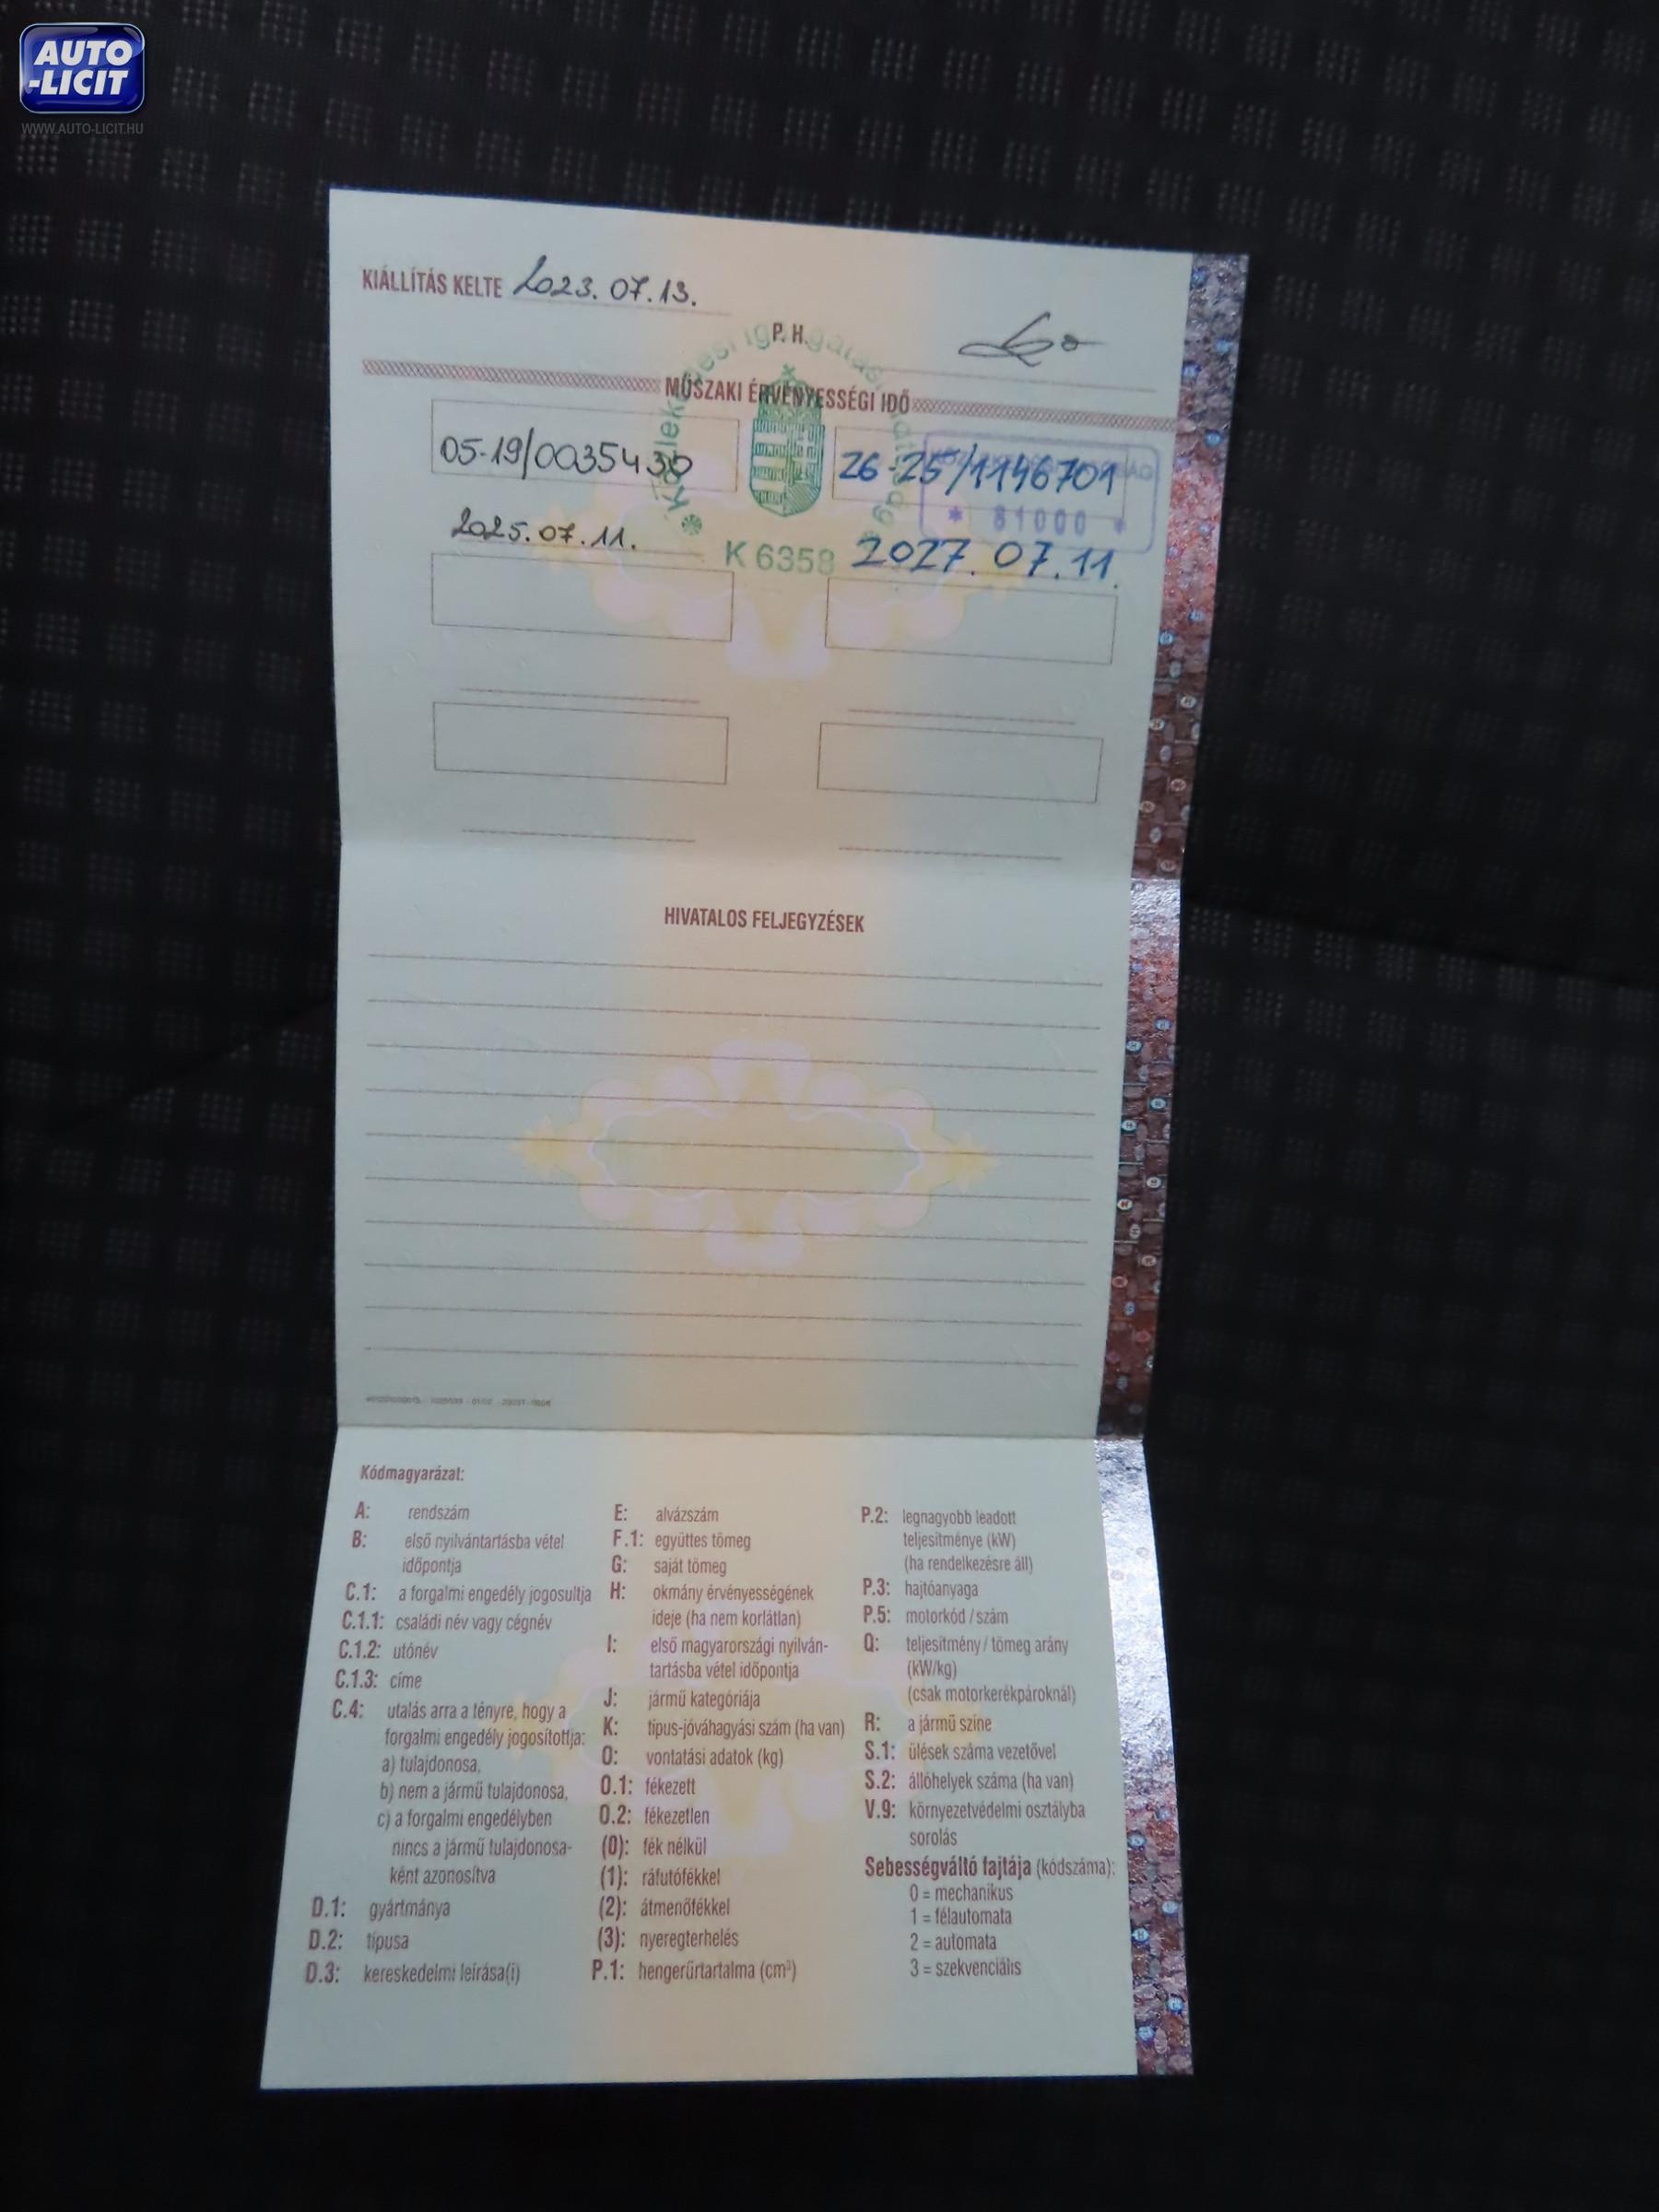 AUTO
-LICIT
WWW.AUTO-LICIT.HU
KIÁLLÍTÁS KELTE 2023. 07. 13.
P. H.
MŰSZAKI ÉRVÉNYESSÉGI IDŐ
05-19/0035430
26-25/1146701
* 81000 *
2025. 07. 11.
K 6358
2027. 07. 11.
HIVATALOS FELJEGYZÉSEK
Kódmagyarázat:
A: rendszám
B: első nyilvántartásba vétel
időpontja
C.1: a forgalmi engedély jogosultja
C.1.1: családi név vagy cégnév
C.1.2: utónév
C.1.3: címe
C.4: utalás arra a tényre, hogy a
forgalmi engedély jogosítottja:
a) tulajdonosa,
b) nem a jármű tulajdonosa,
c) a forgalmi engedélyben
nincs a jármű tulajdonosa-
ként azonosítva
D.1: gyártmánya
D.2: típusa
D.3: kereskedelmi leírása(i)
E: alvázszám
F.1: együttes tömeg
G: saját tömeg
H: okmány érvényességének
ideje (ha nem korlátlan)
I: első magyarországi nyilván-
tartásba vétel időpontja
J: jármű kategóriája
K: típus-jóváhagyási szám (ha van)
O: vontatási adatok (kg)
O.1: fékezett
O.2: fékezetlen
(0): fék nélkül
(1): ráfutófékkel
(2): átmenőfékkel
(3): nyeregterhelés
P.1: hengerűrtartalma (cm³)
P.2: legnagyobb leadott
teljesítménye (kW)
(ha rendelkezésre áll)
P.3: hajtóanyaga
P.5: motorkód / szám
Q: teljesítmény / tömeg arány
(kW/kg)
(csak motorkerékpároknál)
R: a jármű színe
S.1: ülések száma vezetővel
S.2: állóhelyek száma (ha van)
V.9: környezetvédelmi osztályba
sorolás
Sebességváltó fajtája (kódszáma):
0 = mechanikus
1 = félautomata
2 = automata
3 = szekvenciális